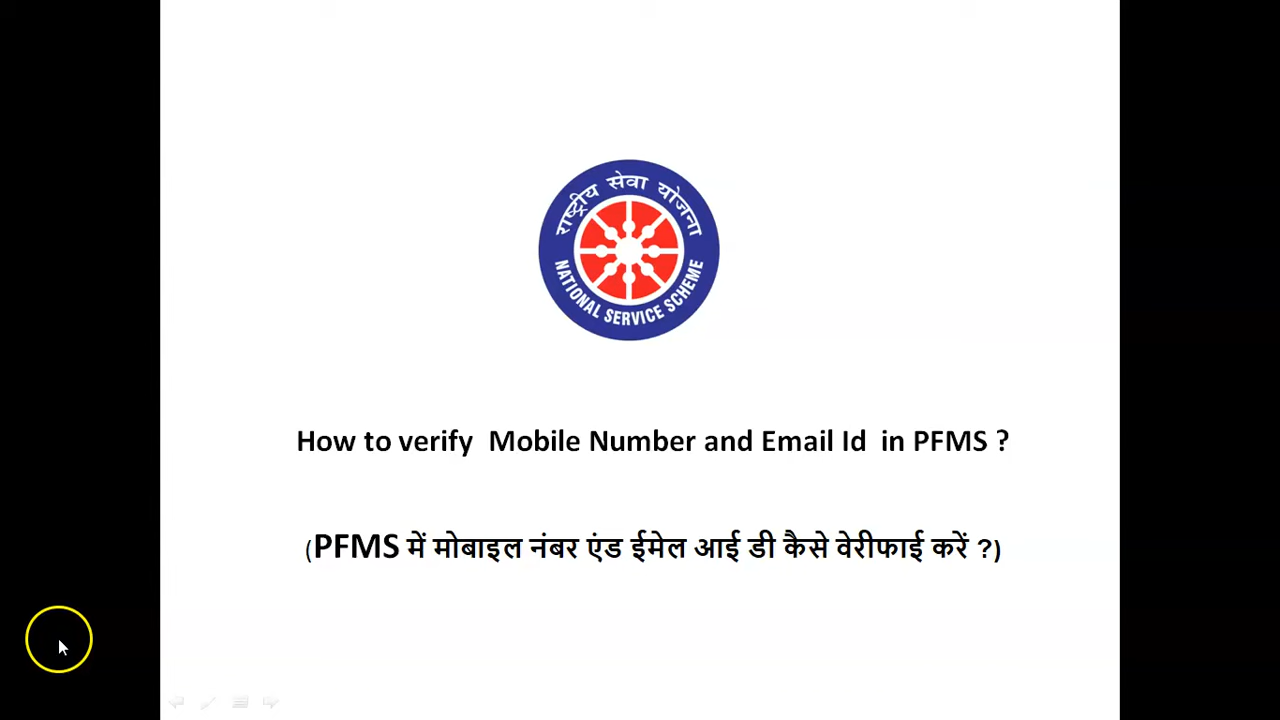 राष्ट्रीय सेवा योजना
NATIONAL SERVICE SCHEME
How to verify  Mobile Number and Email Id  in PFMS ?
(PFMS में मोबाइल नंबर एंड ईमेल आई डी कैसे वेरीफाई करें ?)